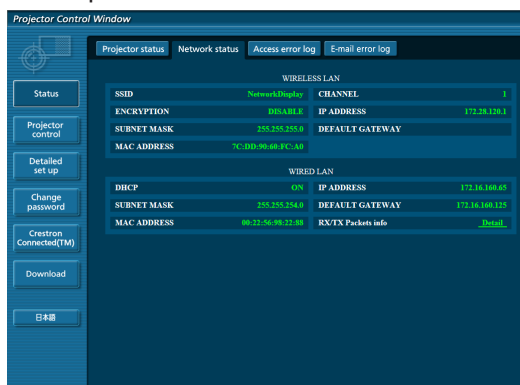 Projector Control Window
Projector status Network status Access error log E-mail error log
WIRELESS LAN
SSID NetworkDisplay CHANNEL 1
ENCRYPTION DISABLE IP ADDRESS 172.28.120.1
SUBNET MASK 255.255.255.0 DEFAULT GATEWAY
MAC ADDRESS 7C:DD:90:60:FC:A0
WIRED LAN
DHCP ON IP ADDRESS 172.16.160.65
SUBNET MASK 255.255.254.0 DEFAULT GATEWAY 172.16.160.125
MAC ADDRESS 00:22:56:98:22:88 RX/TX Packets info Detail
Status
Projector
control
Detailed
set up
Change
password
Crestron
Connected(TM)
Download
日本語